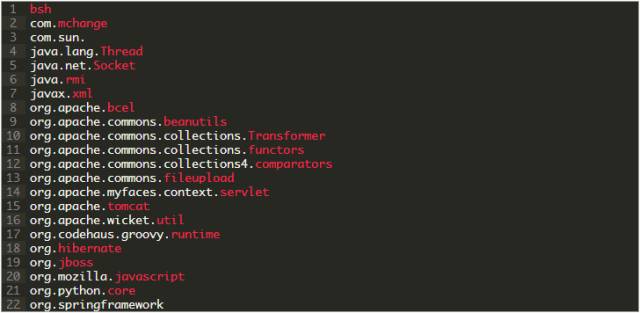 1 bsh
2 com.mchange
3 com.sun.
4 java.lang.Thread
5 java.net.Socket
6 java.rmi
7 javax.xml
8 org.apache.bcel
9 org.apache.commons.beanutils
10 org.apache.commons.collections.Transformer
11 org.apache.commons.collections.functors
12 org.apache.commons.collections4.comparators
13 org.apache.commons.fileupload
14 org.apache.myfaces.context.servlet
15 org.apache.tomcat
16 org.apache.wicket.util
17 org.codehaus.groovy.runtime
18 org.hibernate
19 org.jboss
20 org.mozilla.javascript
21 org.python.core
22 org.springframework